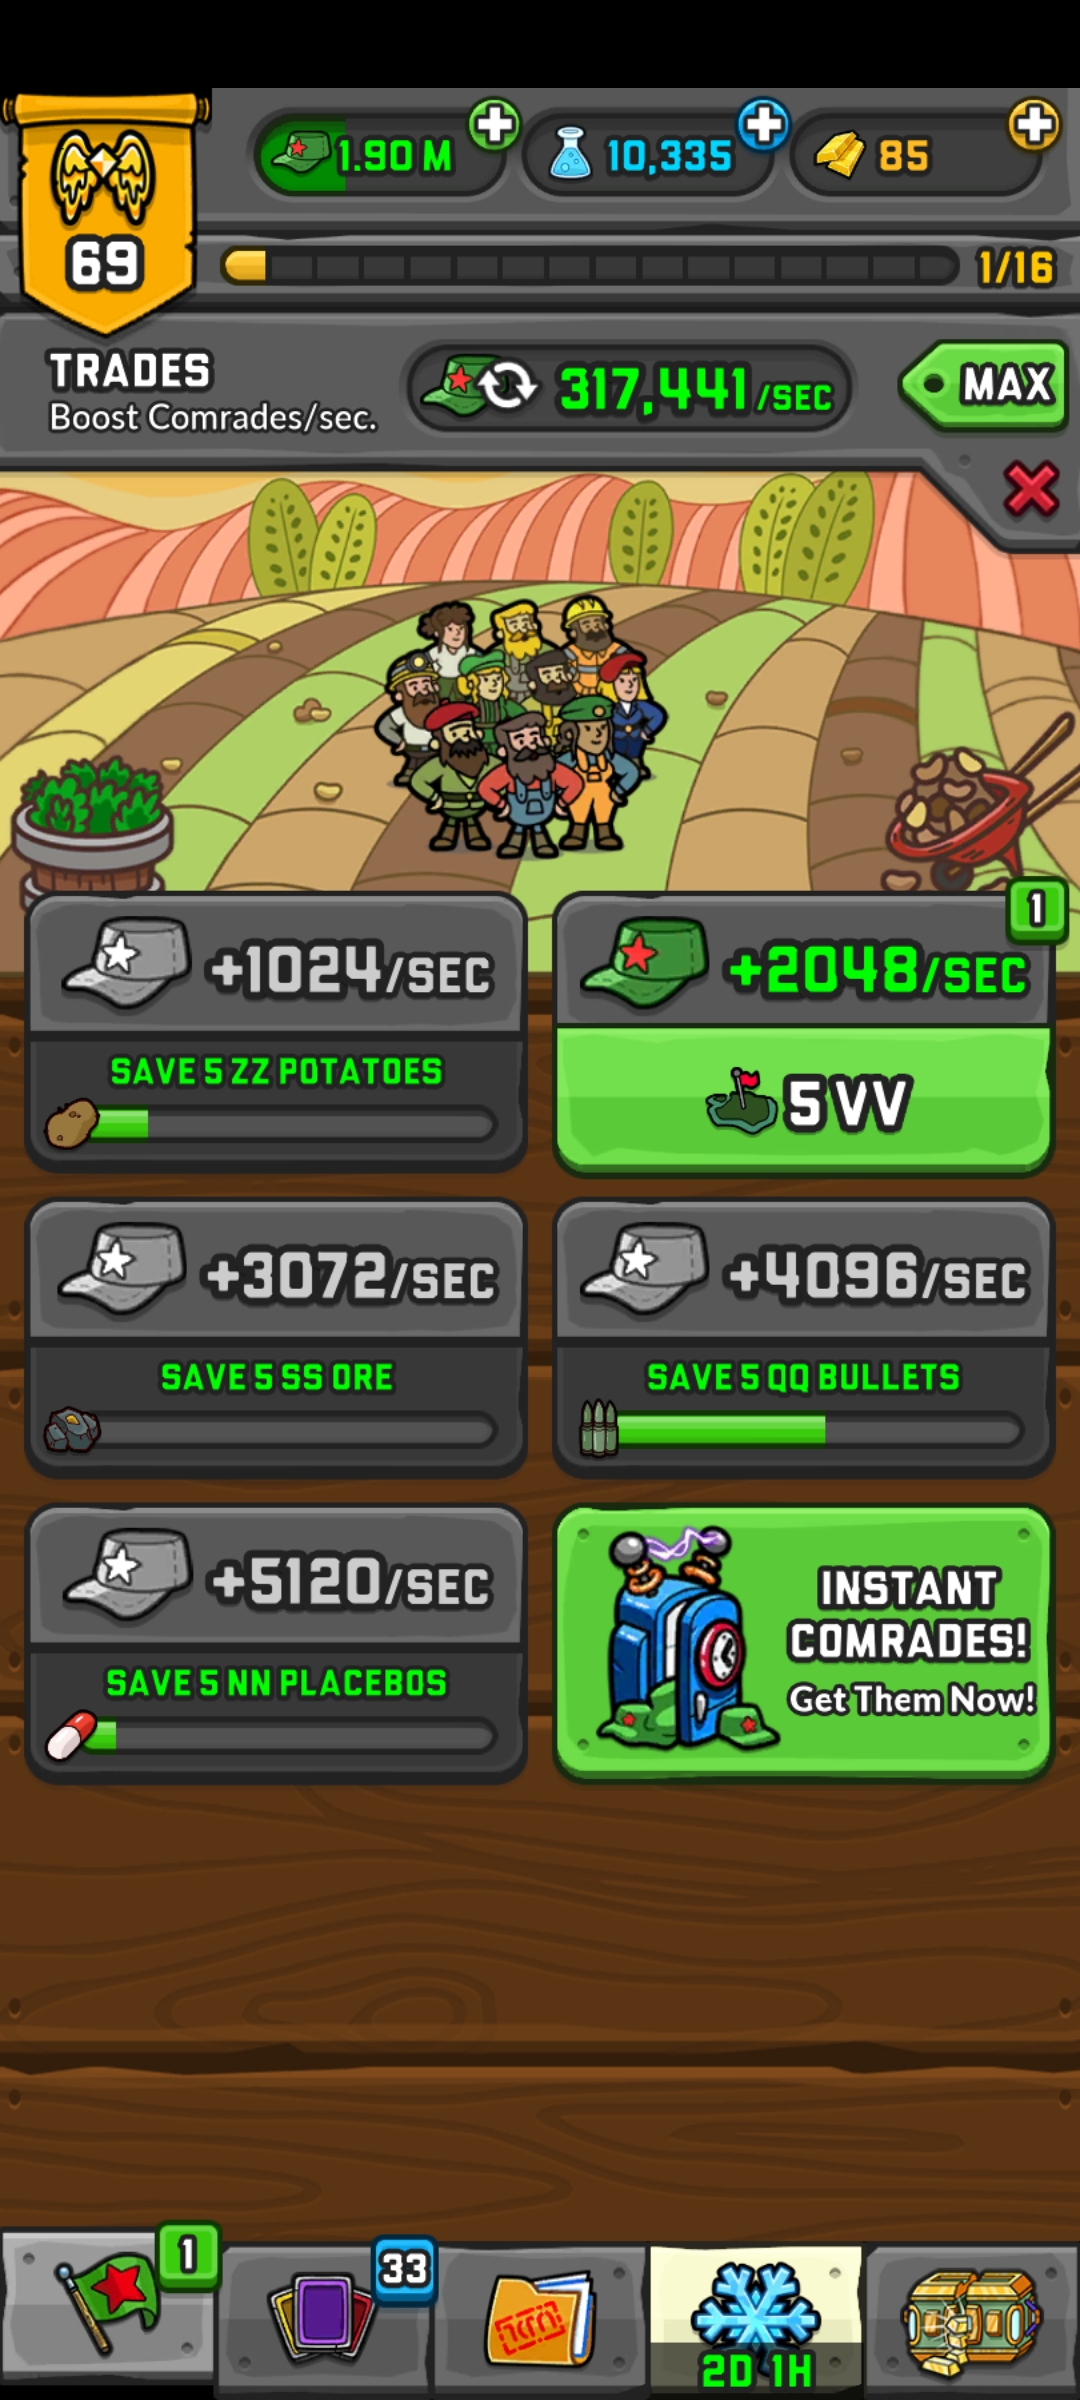 1.90 M
10,335
85
69
1/16
TRADES
Boost Comrades/sec.
317,441/SEC
MAX
+1024/SEC
SAVE 5 ZZ POTATOES
1
+2048/SEC
5 VV
+3072/SEC
SAVE 5 SS ORE
+4096/SEC
SAVE 5 QQ BULLETS
+5120/SEC
SAVE 5 NN PLACEBOS
INSTANT
COMRADES!
Get Them Now!
1
33
2D 1H